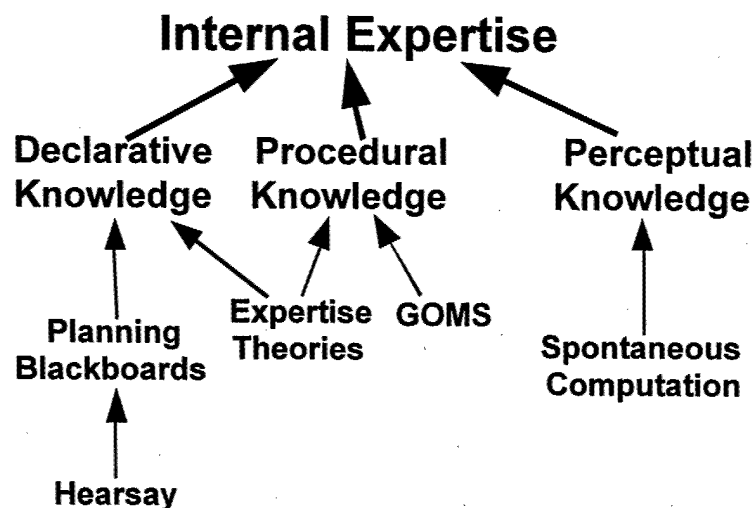 Internal Expertise
Declarative
Knowledge
Procedural
Knowledge
Perceptual
Knowledge
Planning
Blackboards
Expertise
Theories
GOMS
Spontaneous
Computation
Hearsay